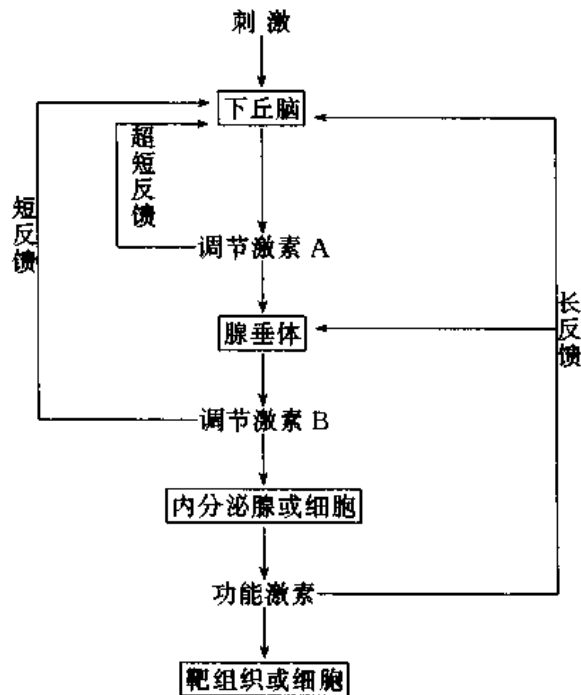 刺激
下丘脑
超短反馈
短反馈
调节激素 A
腺垂体
长反馈
调节激素 B
内分泌腺或细胞
功能激素
靶组织或细胞